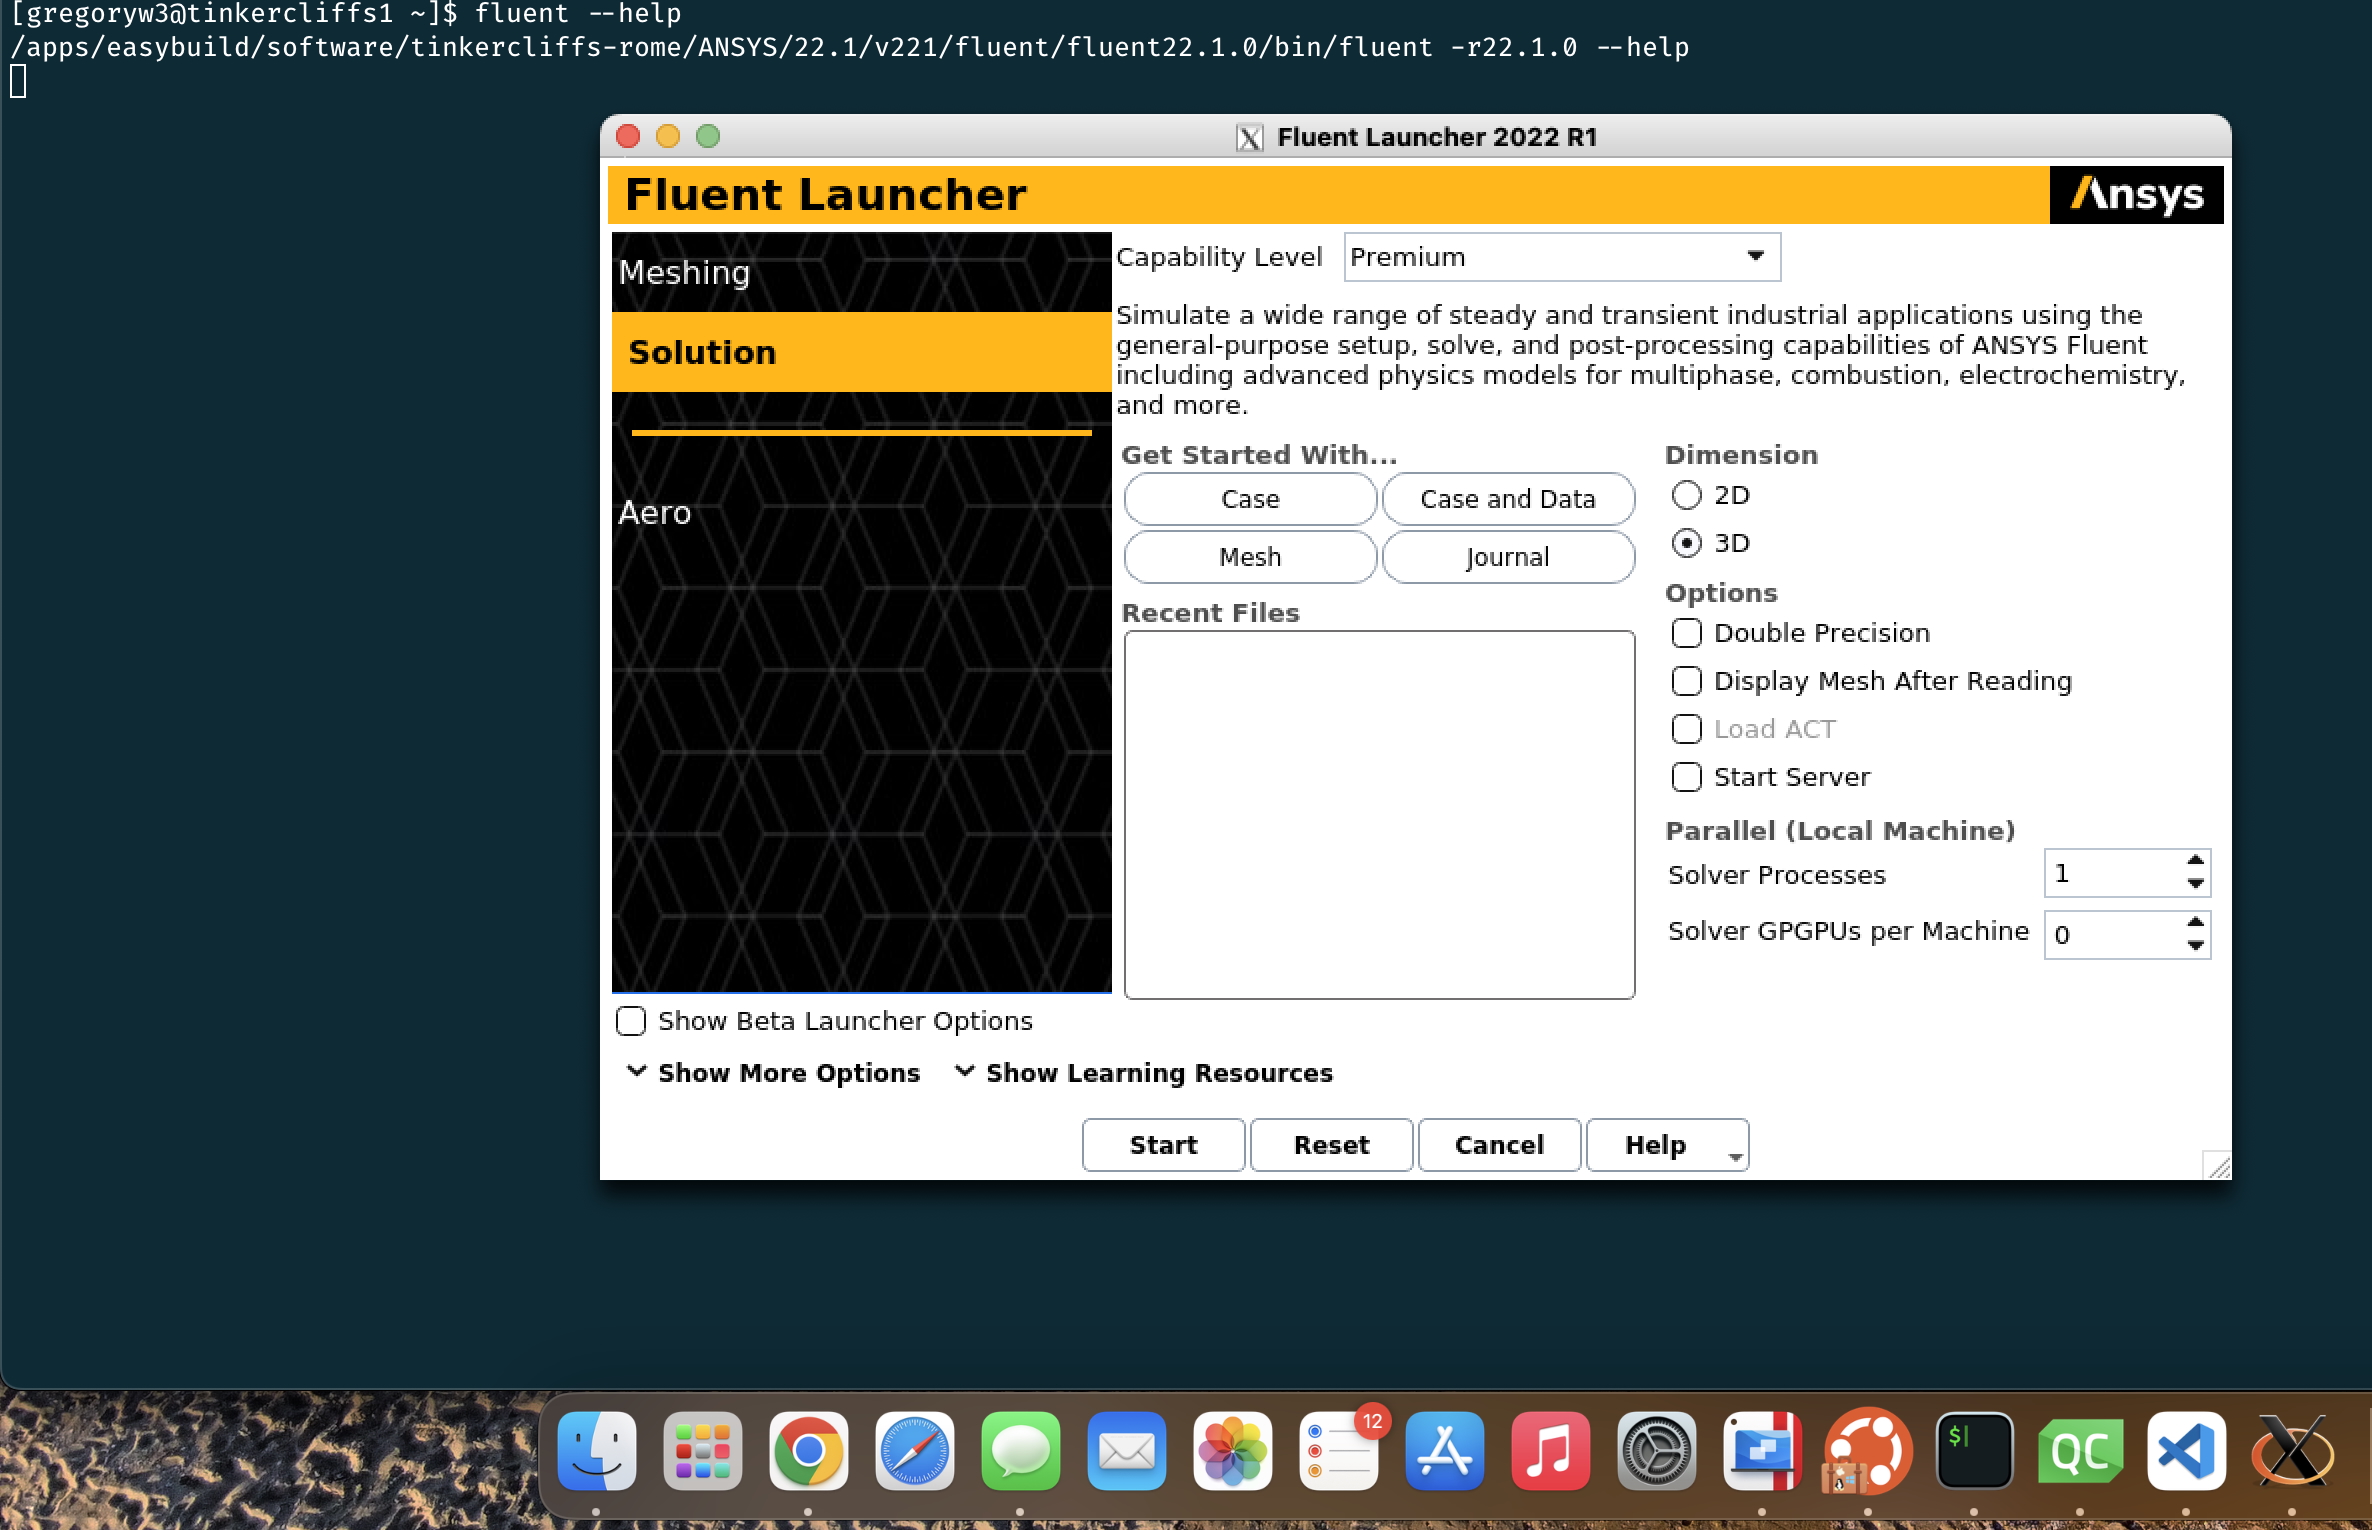 [gregoryw3@tinkercliffs1 ~]$ fluent --help
/apps/easybuild/software/tinkercliffs-rome/ANSYS/22.1/v221/fluent/fluent22.1.0/bin/fluent -r22.1.0 --help
Fluent Launcher 2022 R1
Fluent Launcher
Ansys
Meshing
Solution
Aero
Capability Level
Premium
Simulate a wide range of steady and transient industrial applications using the
general-purpose setup, solve, and post-processing capabilities of ANSYS Fluent
including advanced physics models for multiphase, combustion, electrochemistry,
and more.
Get Started With...
Case
Case and Data
Mesh
Journal
Recent Files
Dimension
2D
3D
Options
Double Precision
Display Mesh After Reading
Load ACT
Start Server
Parallel (Local Machine)
Solver Processes
1
Solver GPGPUs per Machine
0
Show Beta Launcher Options
Show More Options
Show Learning Resources
Start
Reset
Cancel
Help
12
$
QC